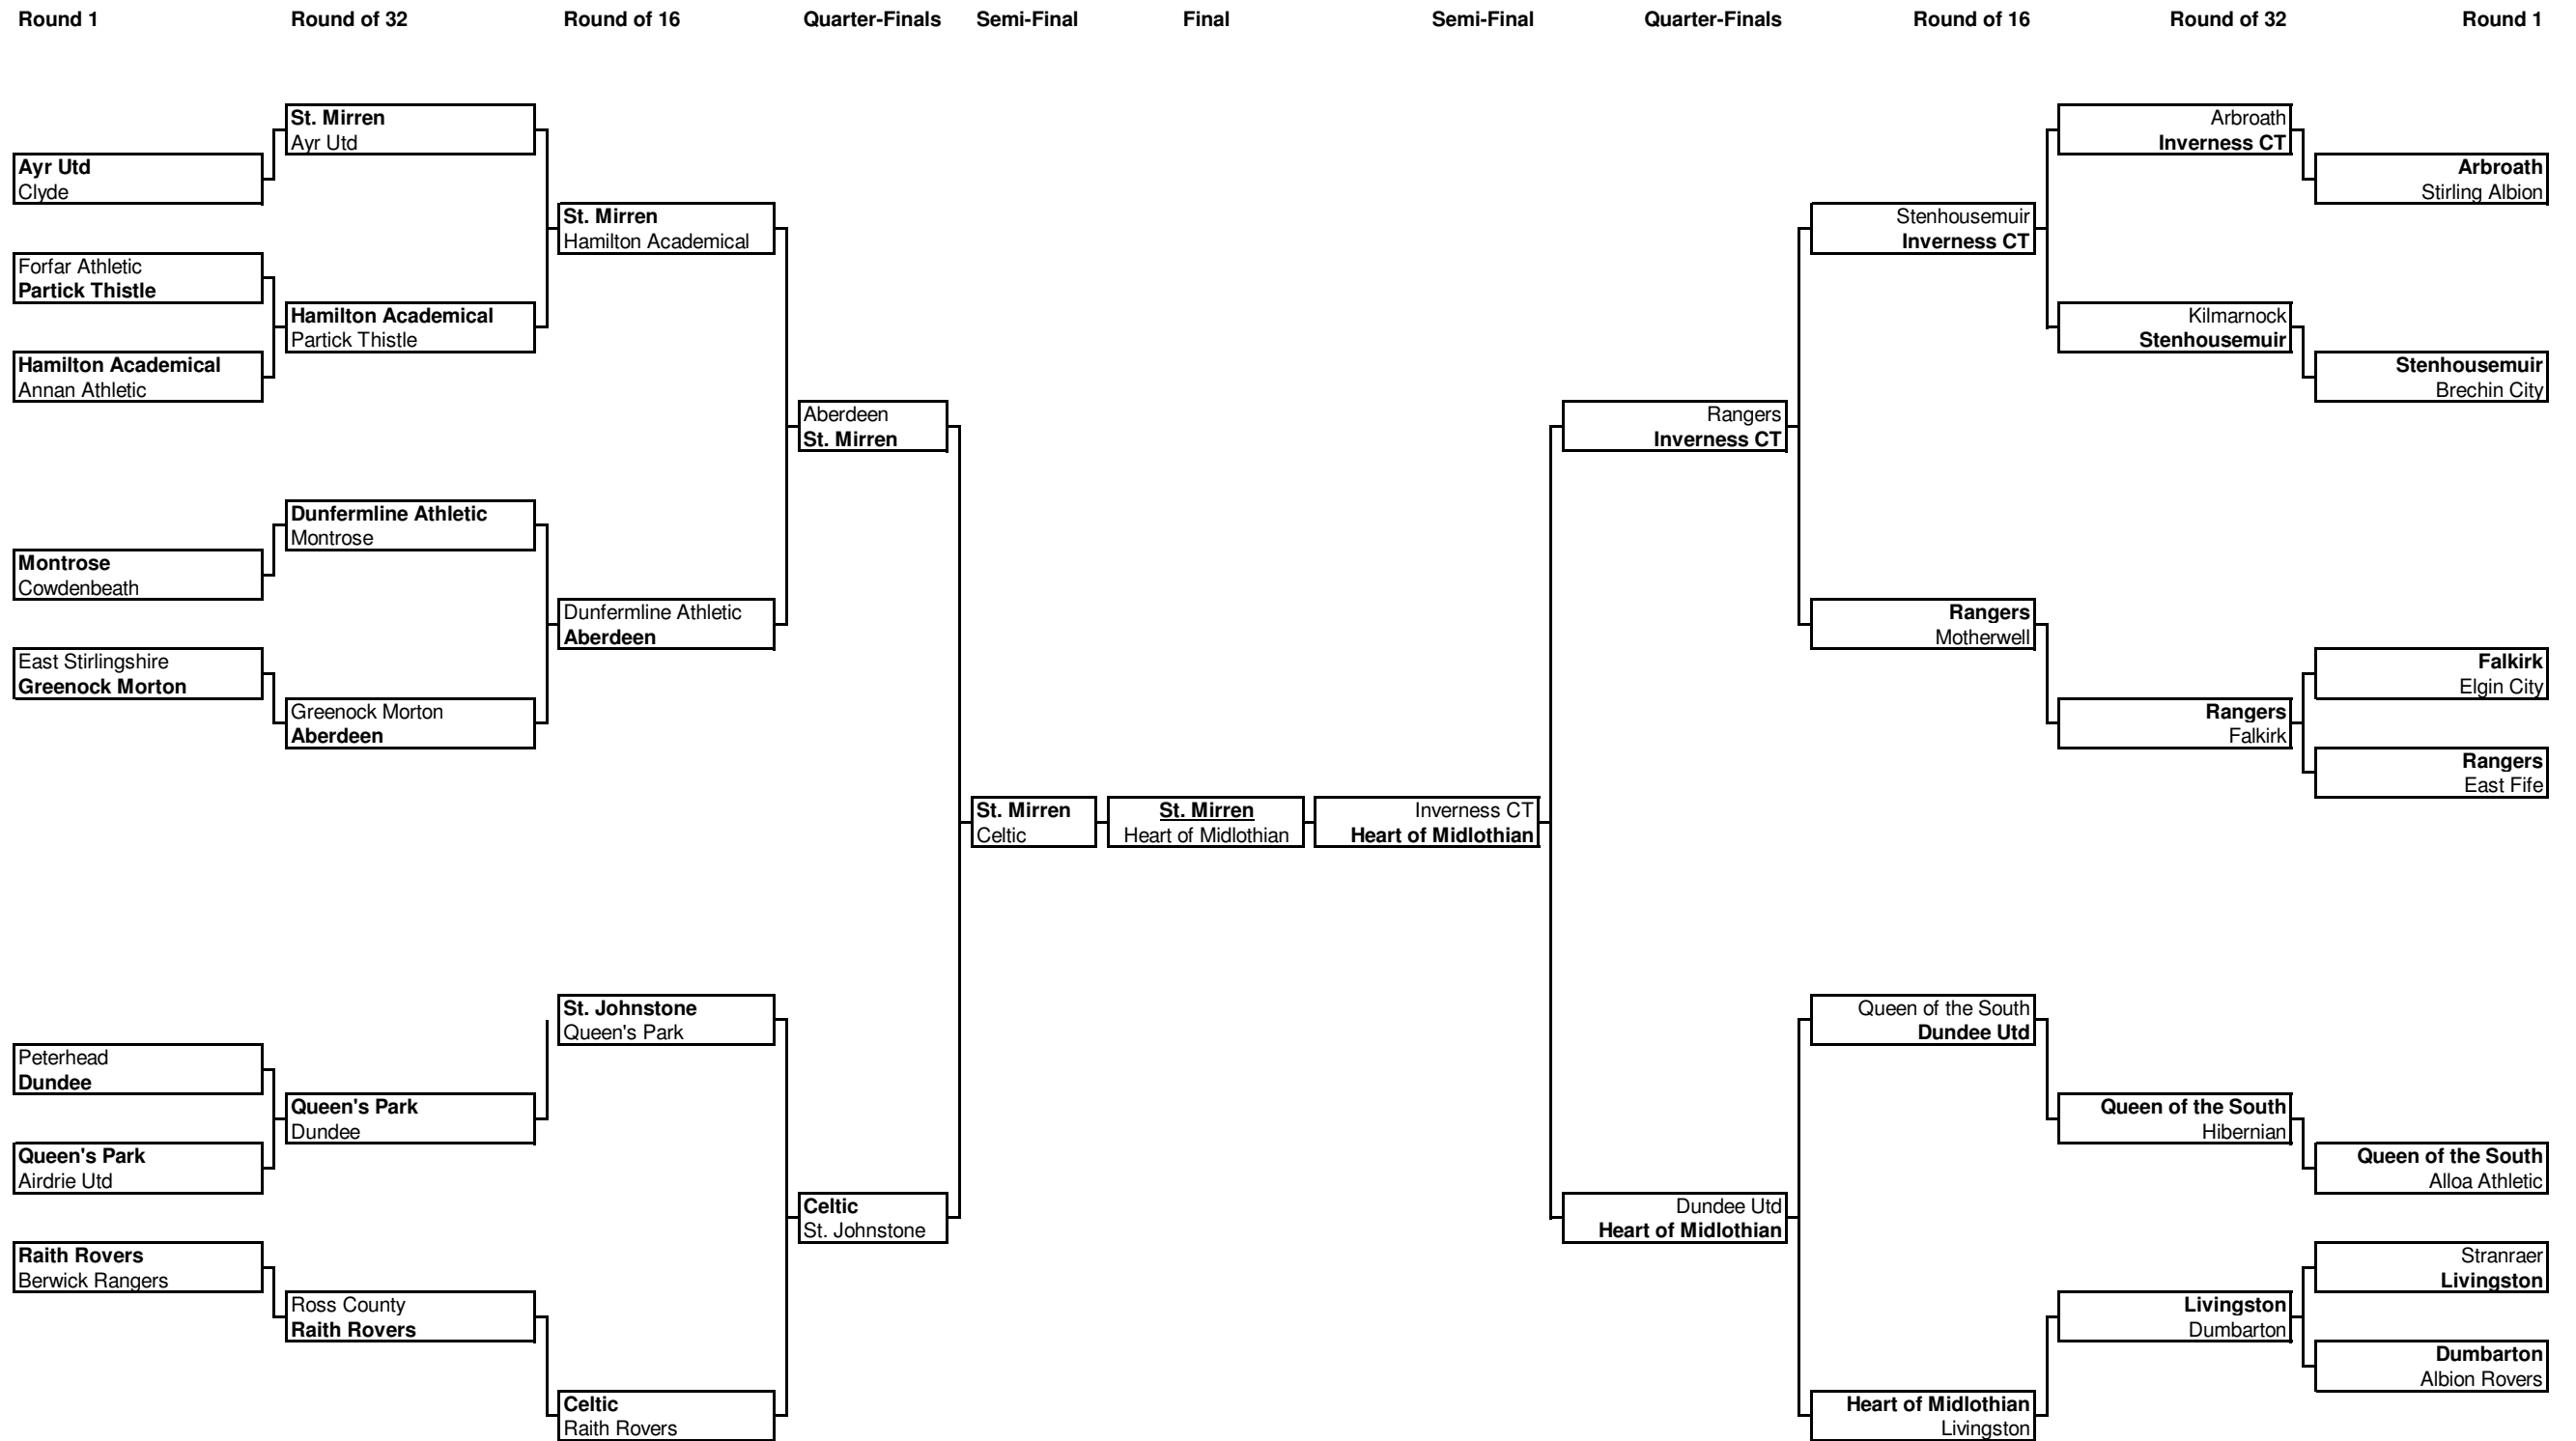 Round 1
Round of 32
Round of 16
Quarter-Finals
Semi-Final
Final
Semi-Final
Quarter-Finals
Round of 16
Round of 32
Round 1
Ayr Utd
Clyde
Forfar Athletic
Partick Thistle
Hamilton Academical
Annan Athletic
Montrose
Cowdenbeath
East Stirlingshire
Greenock Morton
Peterhead
Dundee
Queen's Park
Airdrie Utd
Raith Rovers
Berwick Rangers
St. Mirren
Ayr Utd
Hamilton Academical
Partick Thistle
Dunfermline Athletic
Montrose
Greenock Morton
Aberdeen
Queen's Park
Dundee
Ross County
Raith Rovers
St. Mirren
Hamilton Academical
Dunfermline Athletic
Aberdeen
St. Johnstone
Queen's Park
Celtic
Raith Rovers
Aberdeen
St. Mirren
Celtic
St. Johnstone
St. Mirren
Celtic
St. Mirren
Heart of Midlothian
Inverness CT
Heart of Midlothian
Rangers
Inverness CT
Dundee Utd
Heart of Midlothian
Stenhousemuir
Inverness CT
Rangers
Motherwell
Queen of the South
Dundee Utd
Heart of Midlothian
Livingston
Arbroath
Inverness CT
Kilmarnock
Stenhousemuir
Rangers
Falkirk
Queen of the South
Hibernian
Livingston
Dumbarton
Arbroath
Stirling Albion
Stenhousemuir
Brechin City
Falkirk
Elgin City
Rangers
East Fife
Queen of the South
Alloa Athletic
Stranraer
Livingston
Dumbarton
Albion Rovers